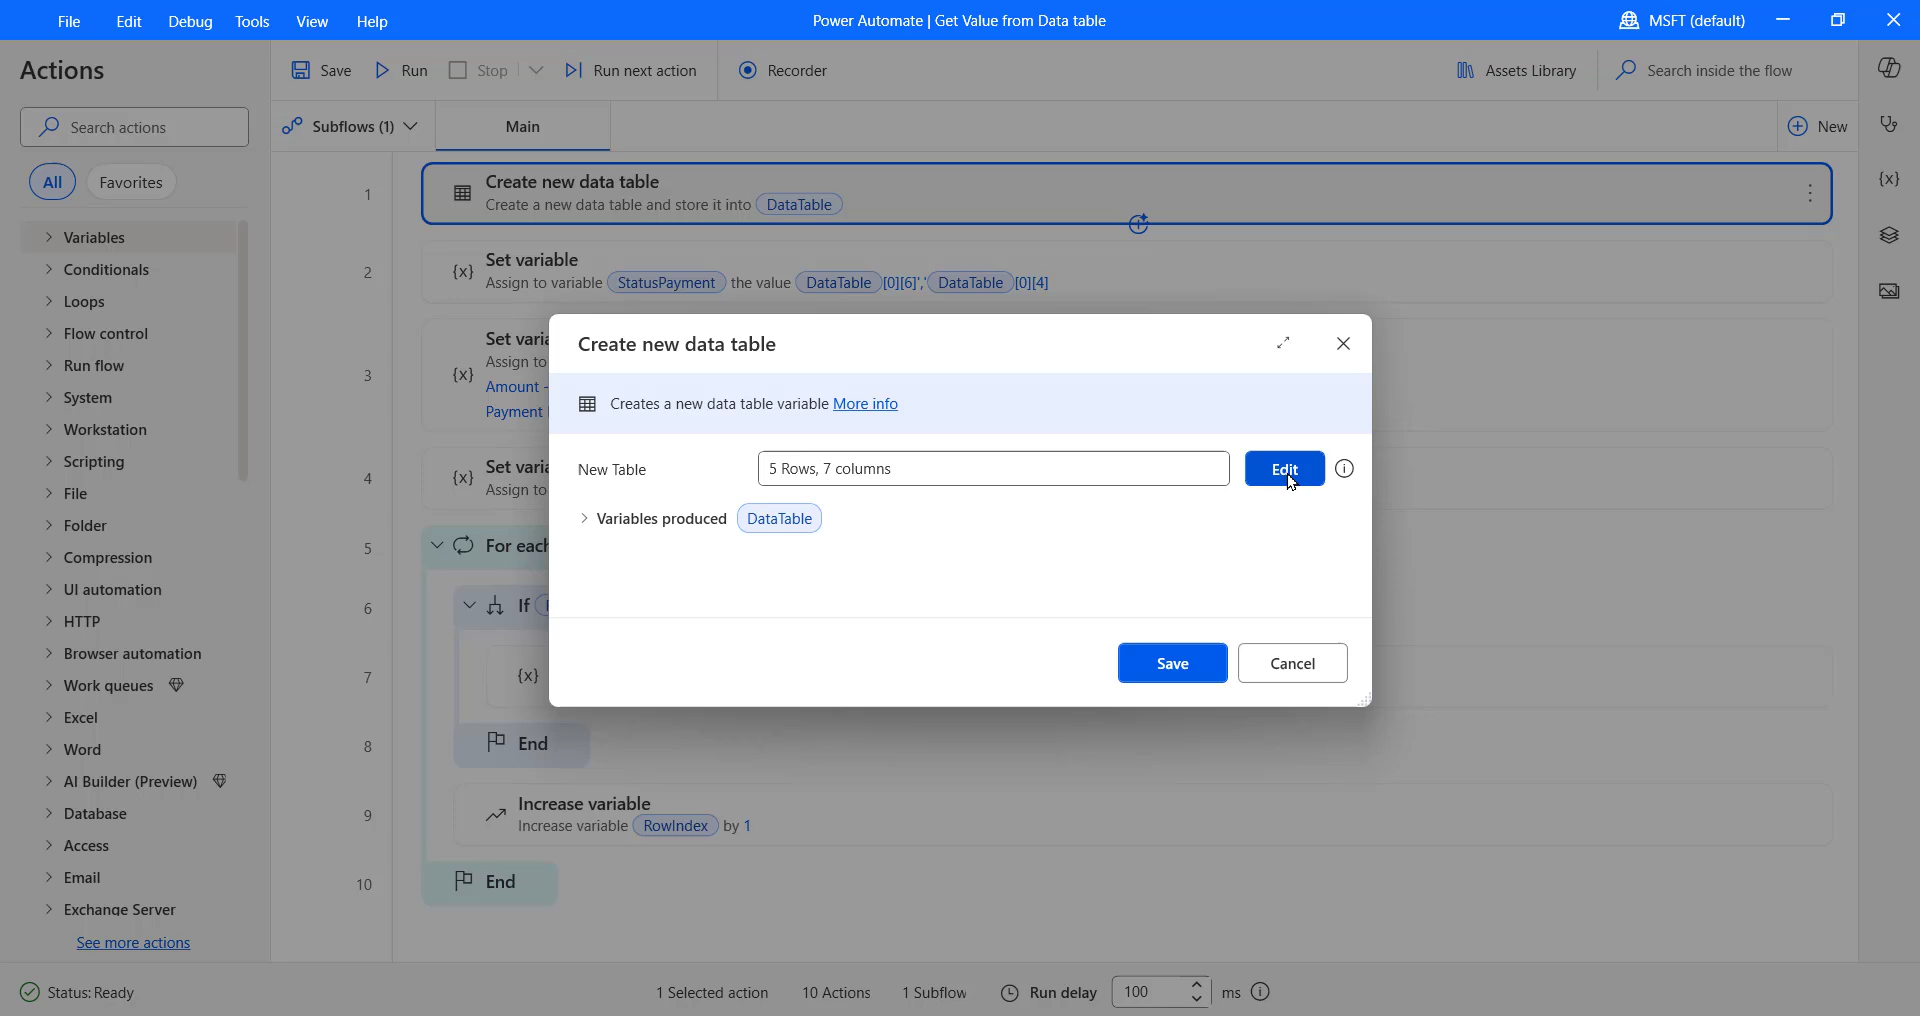 File Edit Debug Tools View Help Power Automate | Get Value from Data table MSFT (default)
Actions
Save Run Stop Run next action Recorder Assets Library Search inside the flow
Search actions
Subflows (1) Main New
All Favorites
Variables
Conditionals
Loops
Flow control
Run flow
System
Workstation
Scripting
File
Folder
Compression
UI automation
HTTP
Browser automation
Work queues
Excel
Word
AI Builder (Preview)
Database
Access
Email
Exchange Server
See more actions
1
Create new data table
Create a new data table and store it into DataTable
2 {x}
Set variable
Assign to variable StatusPayment the value DataTable [0][6]',' DataTable [0][4]
3 {x}
Set varia
Assign to
Amount -
Payment
4 {x}
Set varia
Assign to
5 For each
6 If
7 {x}
8 End
9
Increase variable
Increase variable RowIndex by 1
10 End
Create new data table
Creates a new data table variable More info
New Table 5 Rows, 7 columns Edit
Variables produced DataTable
Save Cancel
{x}
Status: Ready 1 Selected action 10 Actions 1 Subflow Run delay 100 ms